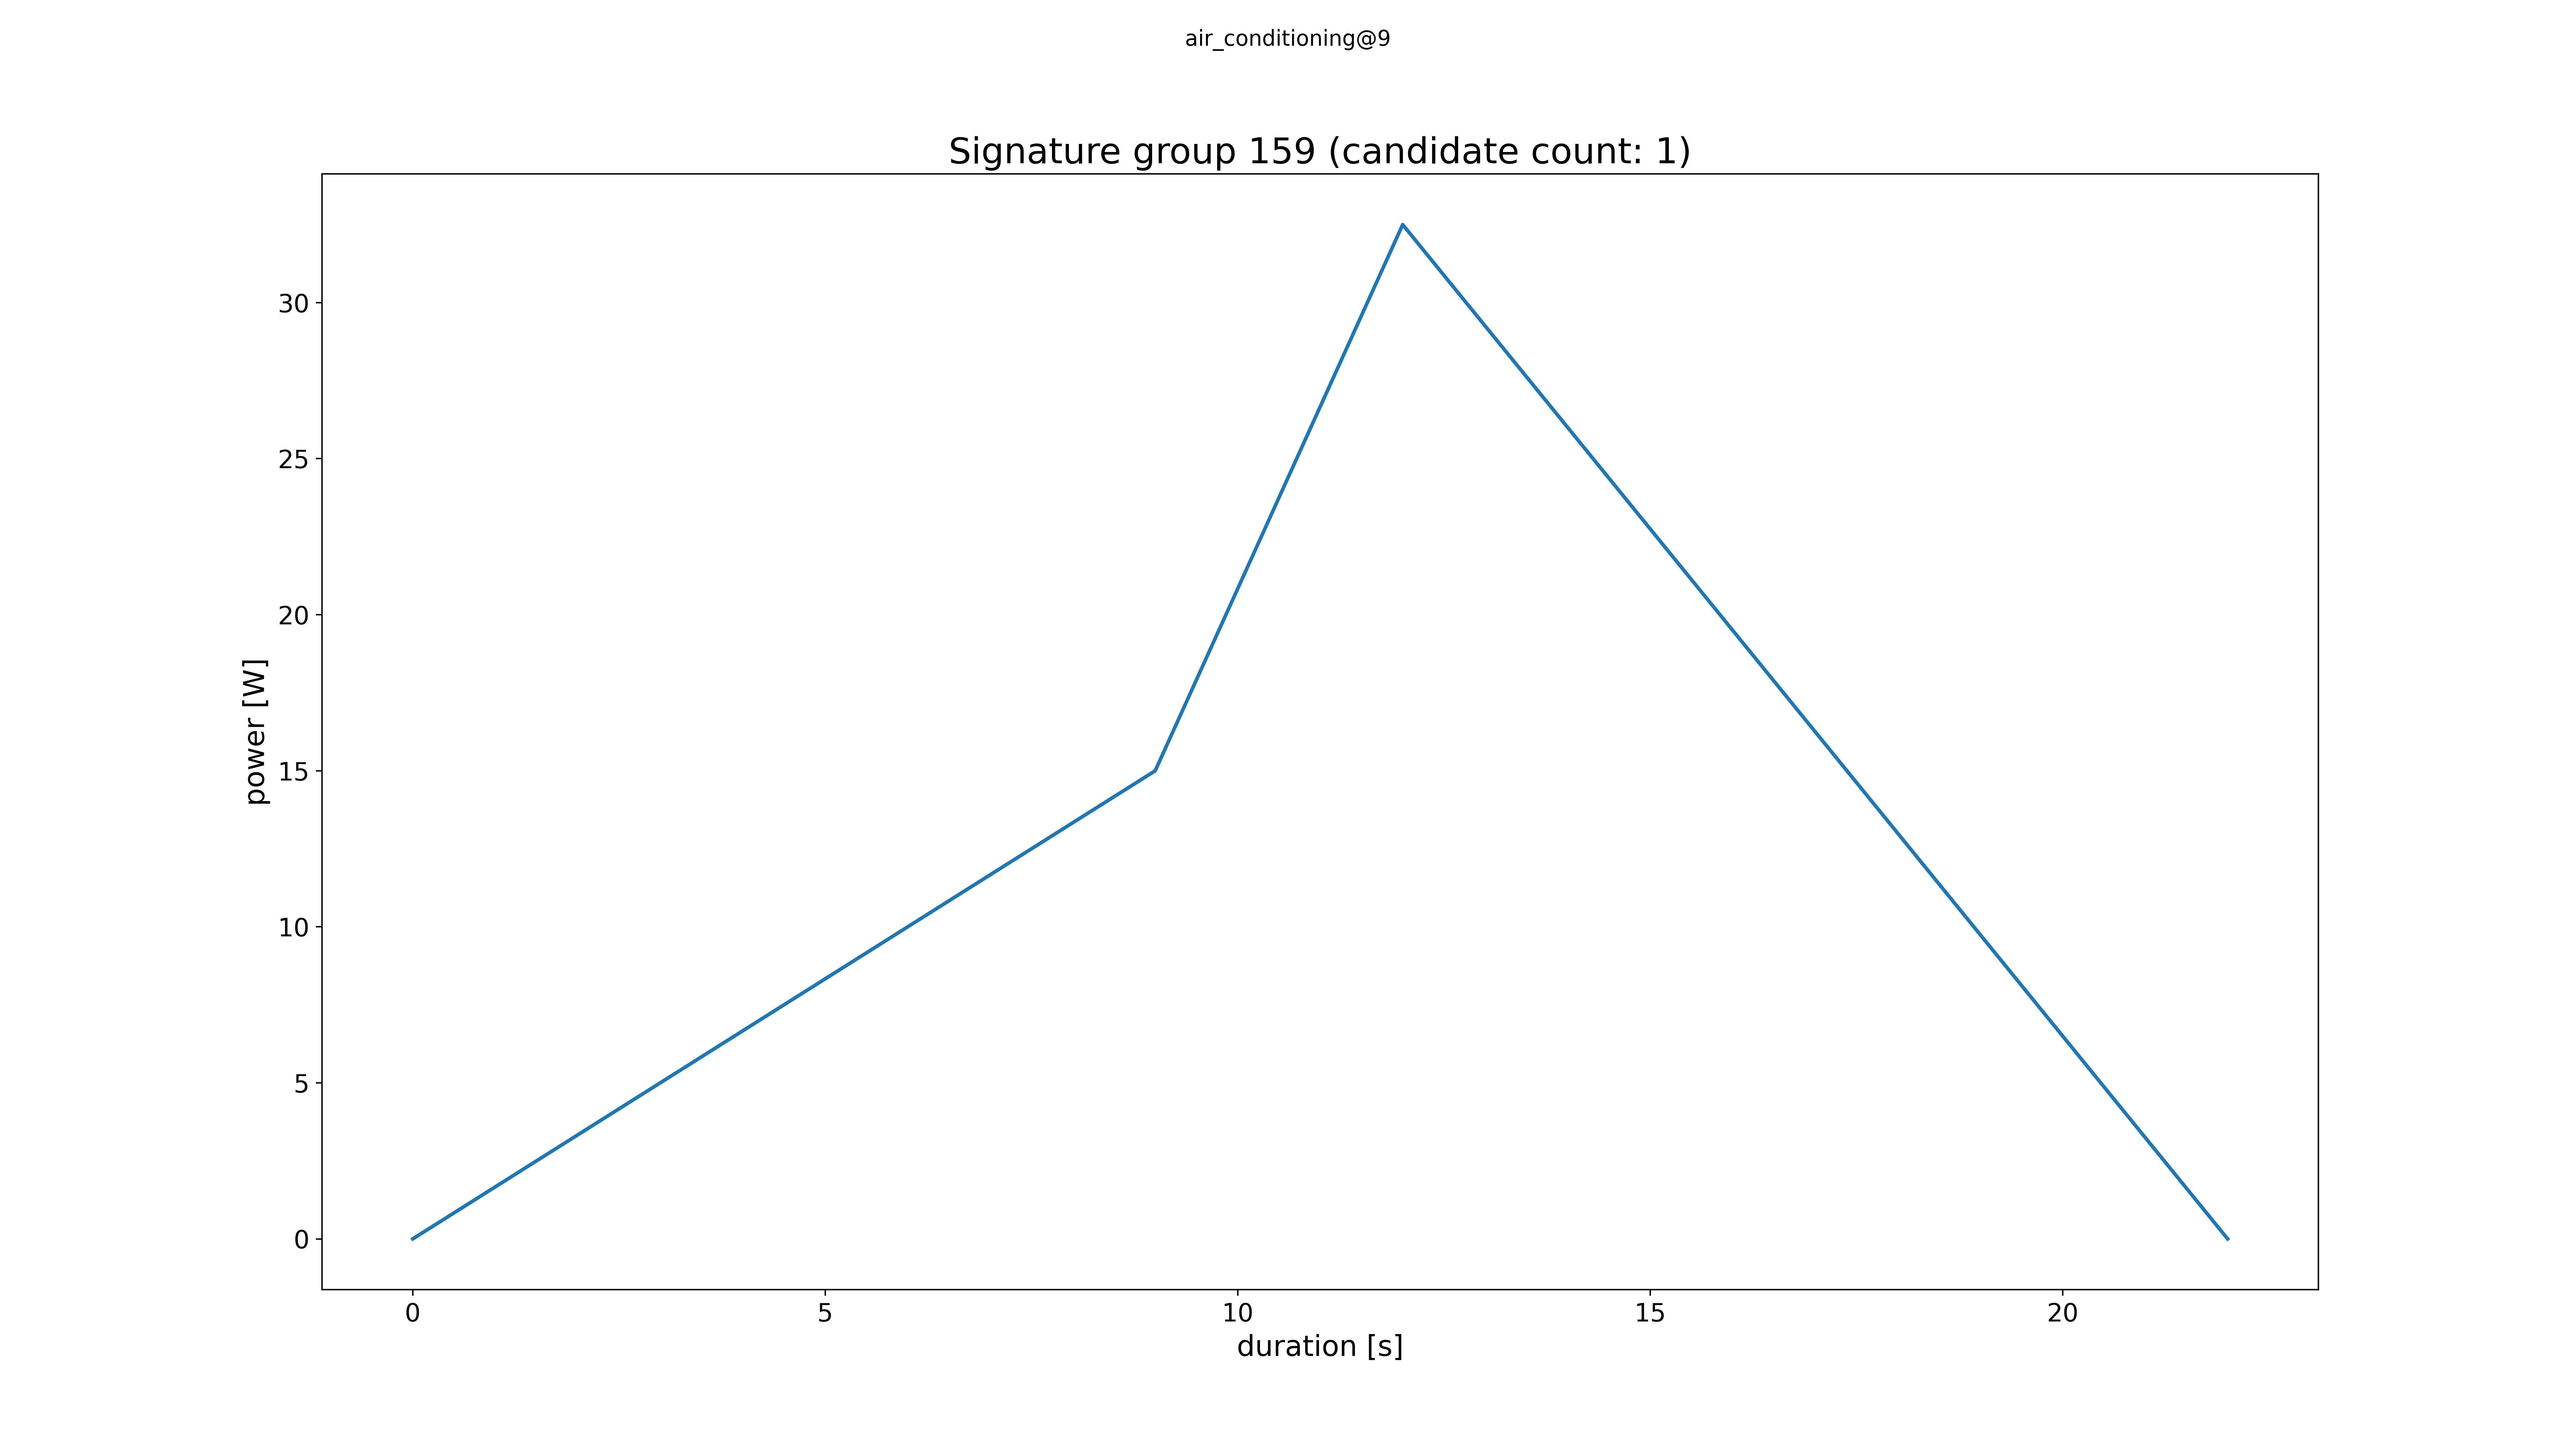 air_conditioning@9
Signature group 159 (candidate count: 1)
30
25
20
15
10
5
0
power [W]
0 5 10 15 20
duration [s]